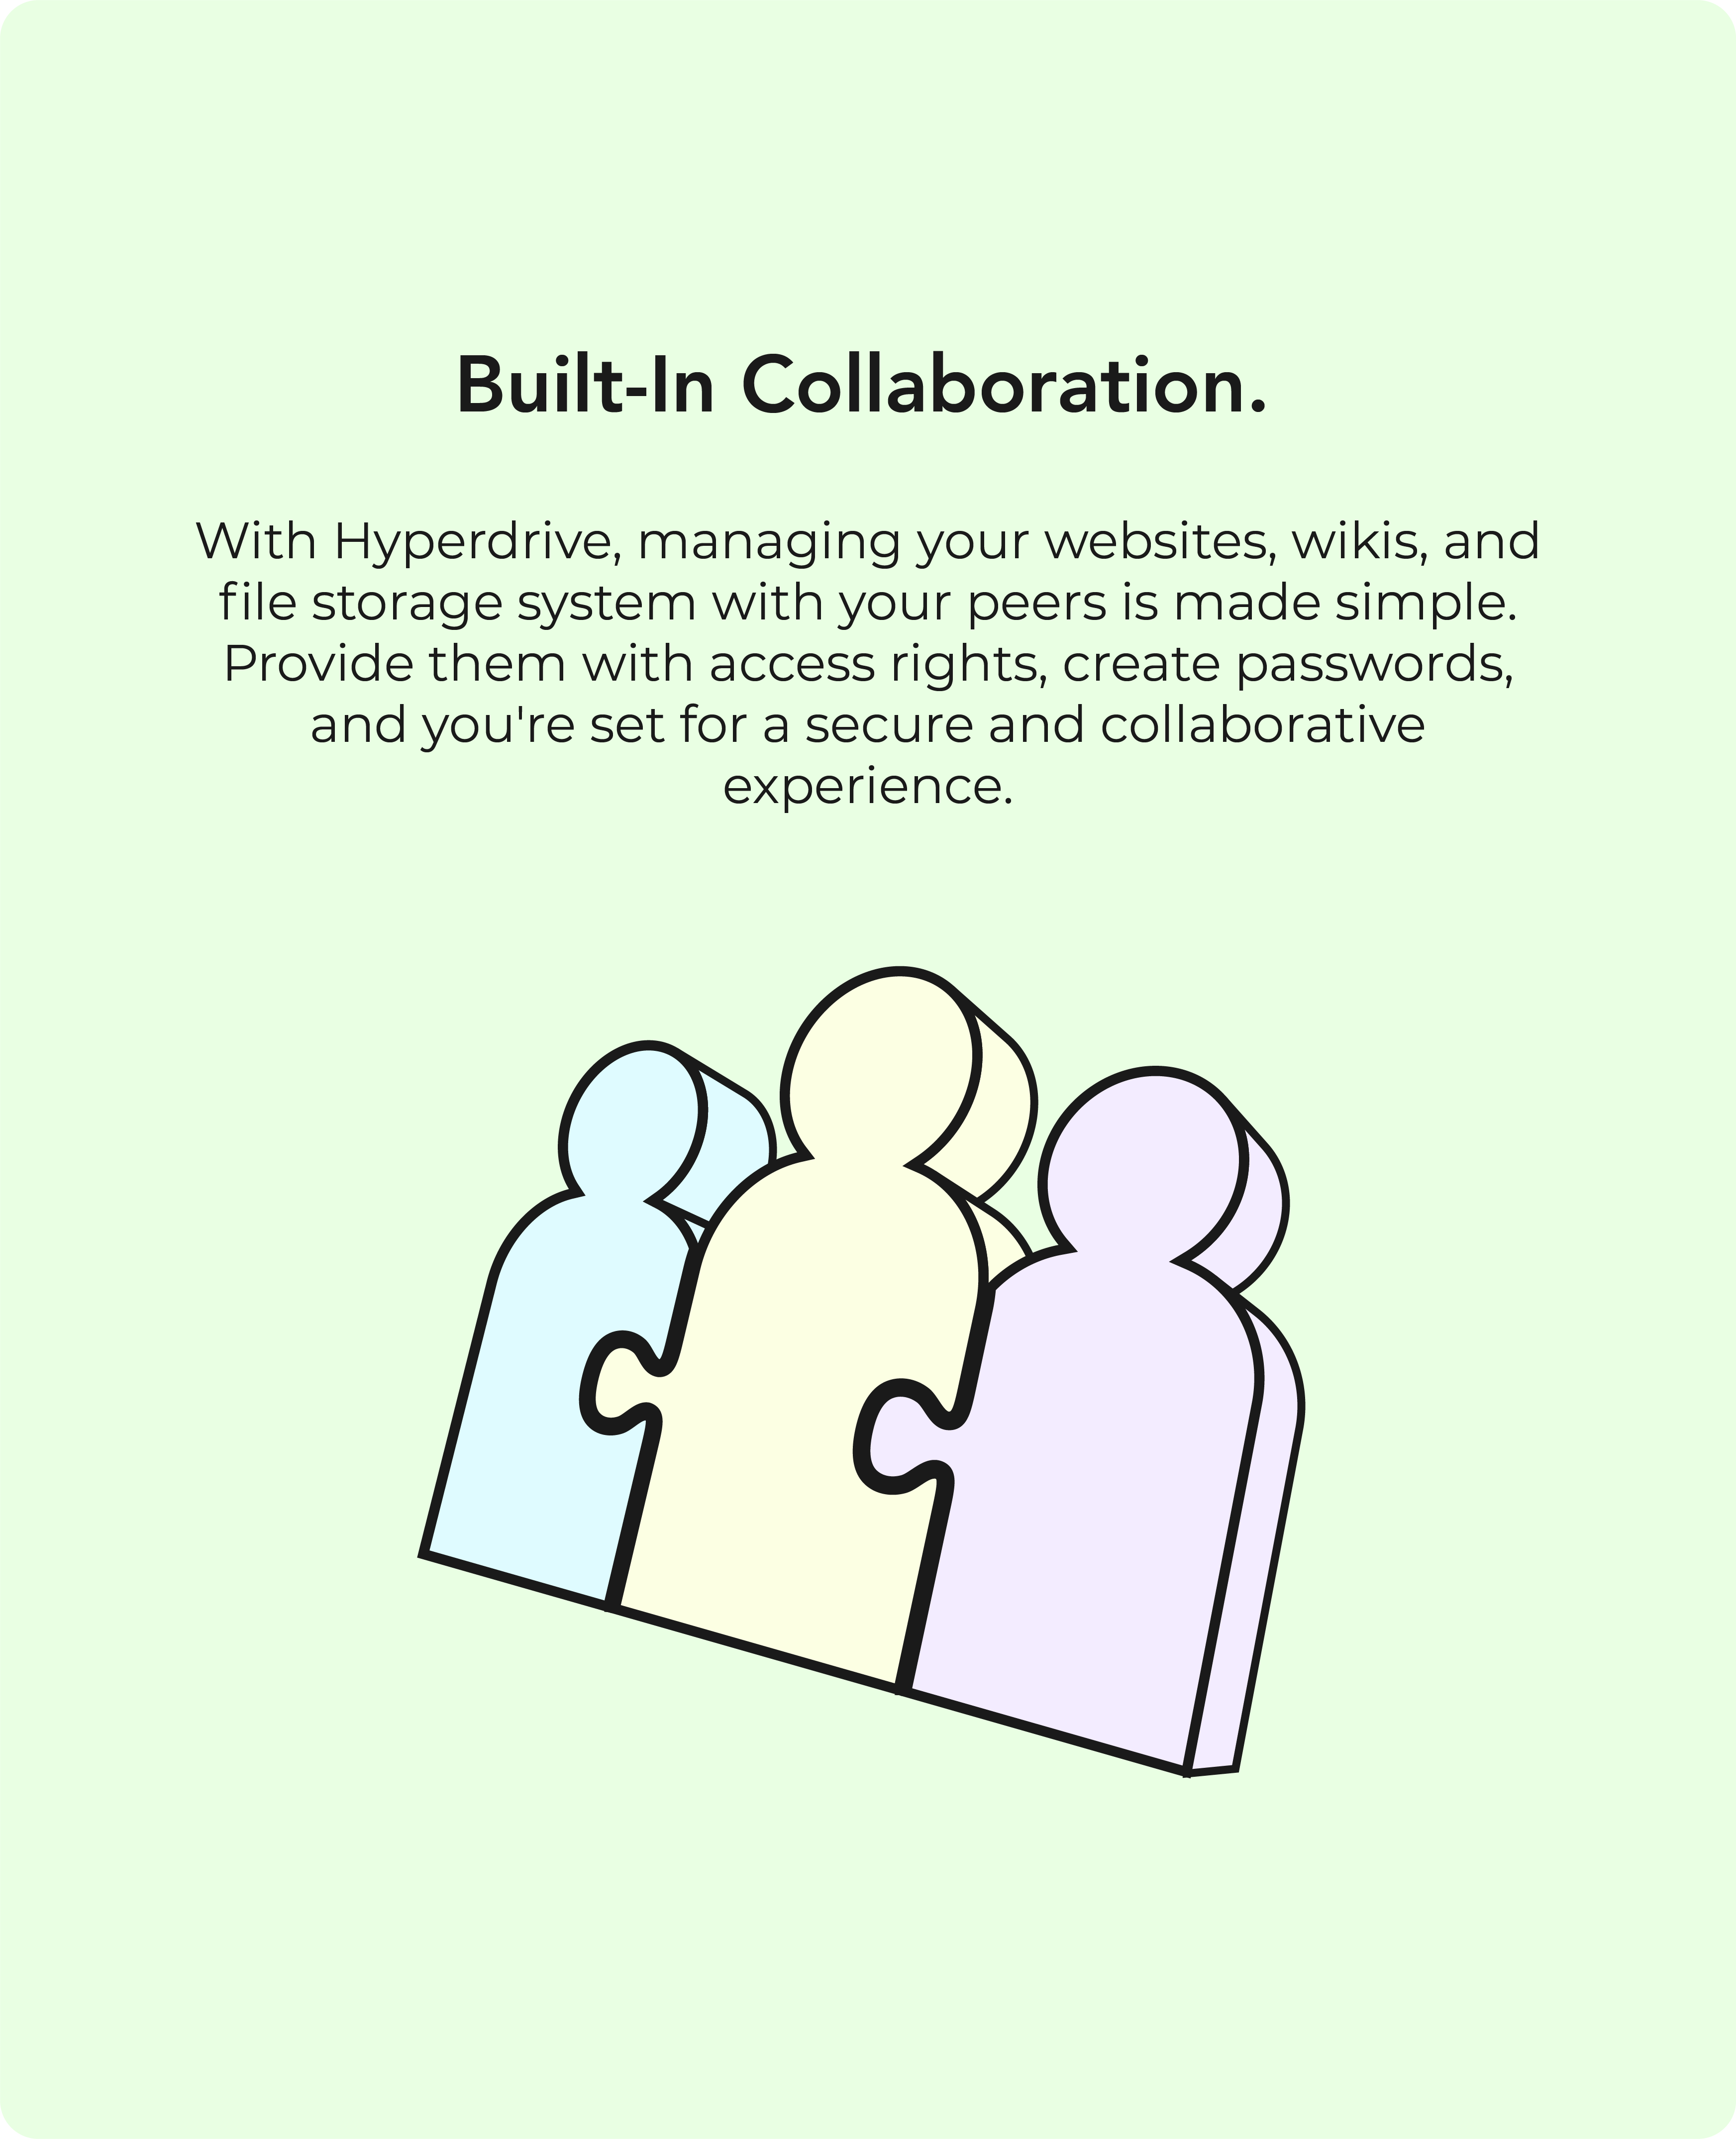 Built-In Collaboration.
With Hyperdrive, managing your websites, wikis, and
file storage system with your peers is made simple.
Provide them with access rights, create passwords,
and you're set for a secure and collaborative
experience.